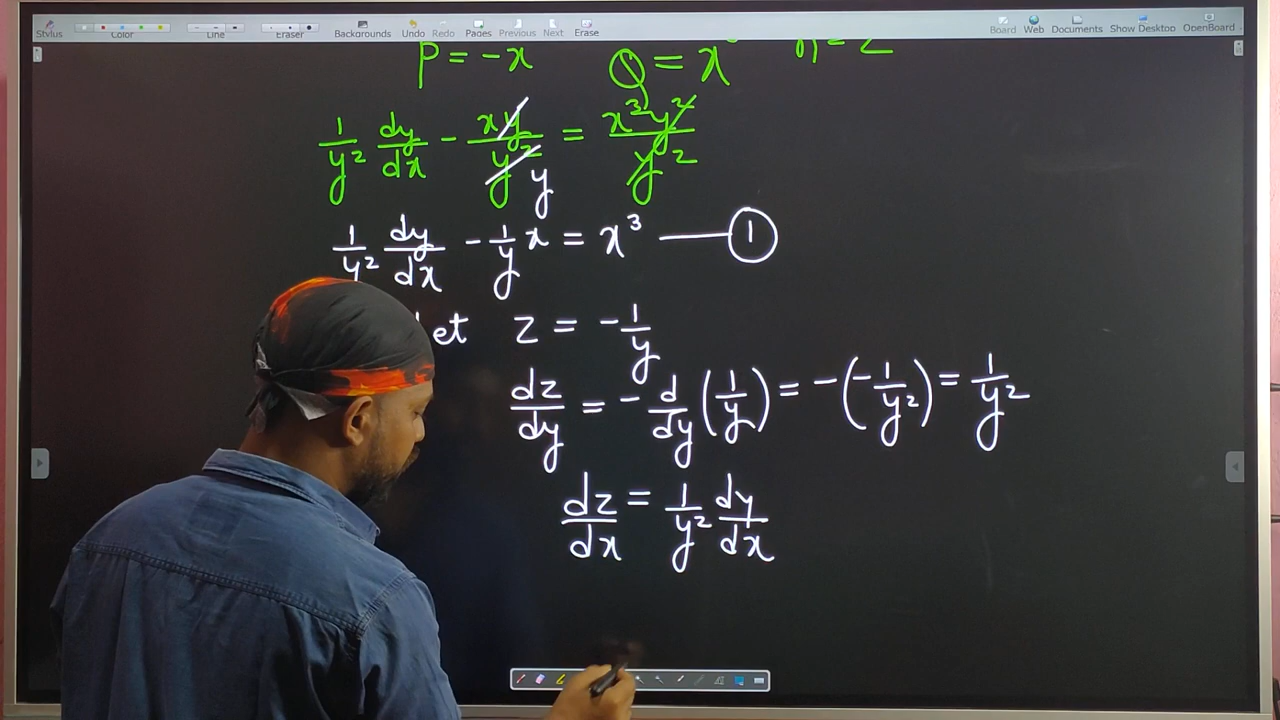 Stylus Color Line Eraser Backgrounds Undo Redo Pages Previous Next Erase Board Web Documents Show Desktop OpenBoard
P = -x Q = x n = 2
1/y² dy/dx - xy/y² y = x³y²/y²
1/y² dy/dx - 1/y x = x³ —— ①
et z = -1/y
dz/dy = -d/dy (1/y) = -(-1/y²) = 1/y²
dz/dx = 1/y² dy/dx